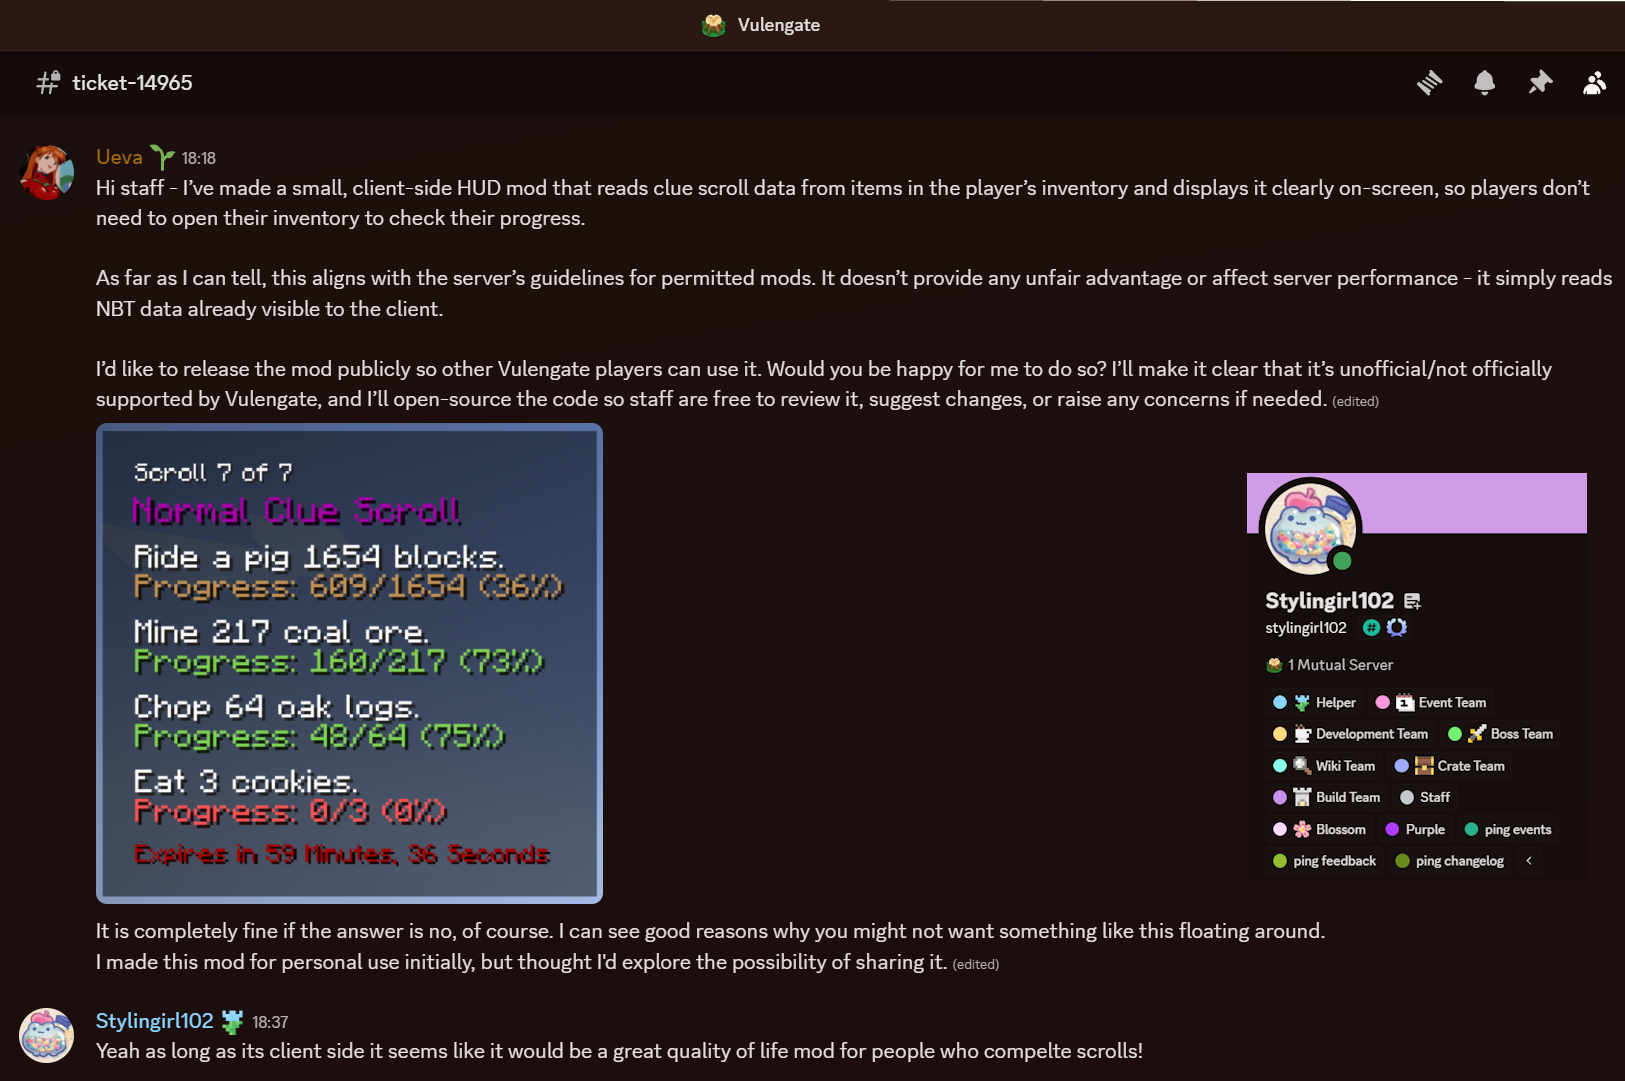 Vulengate
ticket-14965
Ueva 18:18
Hi staff - I've made a small, client-side HUD mod that reads clue scroll data from items in the player's inventory and displays it clearly on-screen, so players don't
need to open their inventory to check their progress.
As far as I can tell, this aligns with the server's guidelines for permitted mods. It doesn't provide any unfair advantage or affect server performance - it simply reads
NBT data already visible to the client.
I'd like to release the mod publicly so other Vulengate players can use it. Would you be happy for me to do so? I'll make it clear that it's unofficial/not officially
supported by Vulengate, and I'll open-source the code so staff are free to review it, suggest changes, or raise any concerns if needed. (edited)
Scroll 7 of 7
Normal Clue Scroll
Ride a pig 1654 blocks.
Progress: 609/1654 (36%)
Mine 217 coal ore.
Progress: 160/217 (73%)
Chop 64 oak logs.
Progress: 48/64 (75%)
Eat 3 cookies.
Progress: 0/3 (0%)
Expires in 59 Minutes, 36 Seconds
Stylingirl102
stylingirl102 #
1 Mutual Server
Helper Event Team
Development Team Boss Team
Wiki Team Crate Team
Build Team Staff
Blossom Purple ping events
ping feedback ping changelog
It is completely fine if the answer is no, of course. I can see good reasons why you might not want something like this floating around.
I made this mod for personal use initially, but thought I'd explore the possibility of sharing it. (edited)
Stylingirl102 18:37
Yeah as long as its client side it seems like it would be a great quality of life mod for people who compelte scrolls!